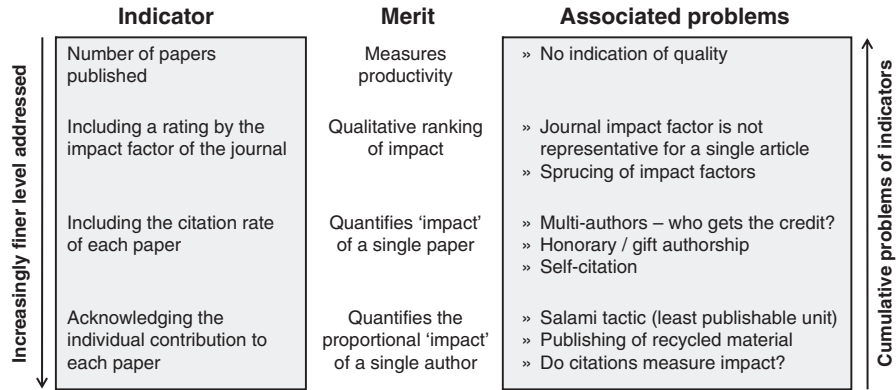 Indicator
Merit
Associated problems
Increasingly finer level addressed
Number of papers
published
Measures
productivity
» No indication of quality
Including a rating by the
impact factor of the journal
Qualitative ranking
of impact
» Journal impact factor is not
representative for a single article
» Sprucing of impact factors
Including the citation rate
of each paper
Quantifies ‘impact’
of a single paper
» Multi-authors – who gets the credit?
» Honorary / gift authorship
» Self-citation
Acknowledging the
individual contribution to
each paper
Quantifies the
proportional ‘impact’
of a single author
» Salami tactic (least publishable unit)
» Publishing of recycled material
» Do citations measure impact?
Cumulative problems of indicators